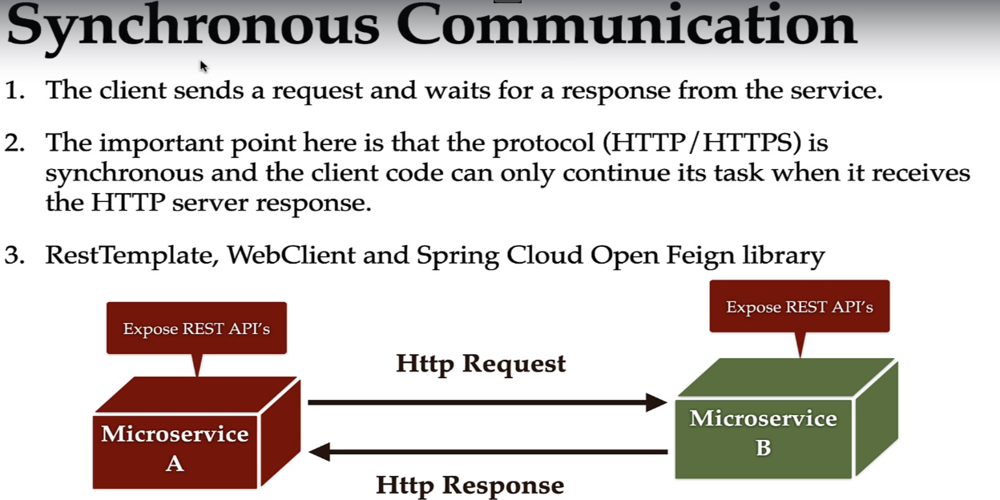 Synchronous Communication
1. The client sends a request and waits for a response from the service.
2. The important point here is that the protocol (HTTP/HTTPS) is
synchronous and the client code can only continue its task when it receives
the HTTP server response.
3. RestTemplate, WebClient and Spring Cloud Open Feign library
Expose REST API’s
Expose REST API’s
Http Request
Microservice
A
Microservice
B
Http Response